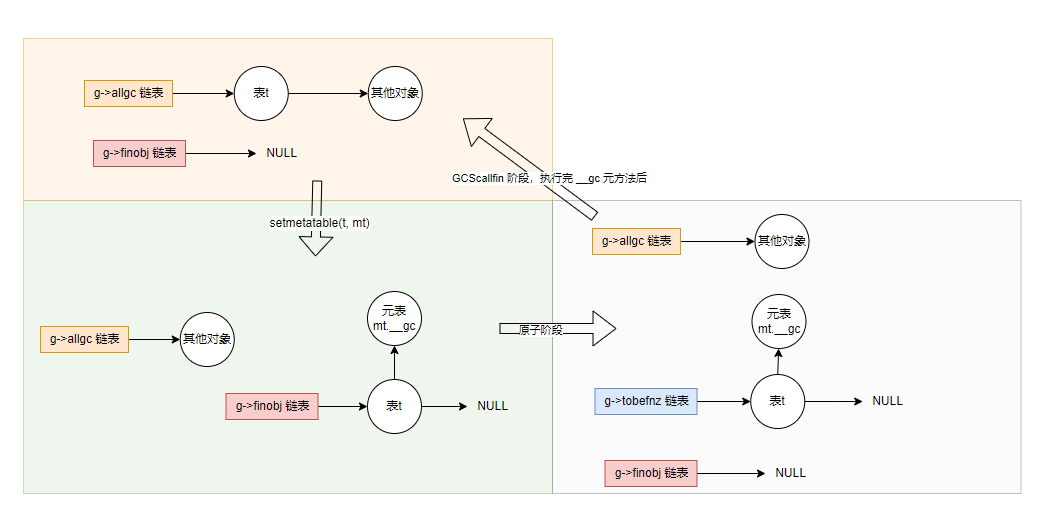 g->allgc 链表
表t
其他对象
g->finobj 链表
NULL
GCScallfin 阶段，执行完 __gc 元方法后
setmetatable(t, mt)
g->allgc 链表
其他对象
元表
mt.__gc
g->finobj 链表
表t
NULL
原子阶段
g->allgc 链表
其他对象
元表
mt.__gc
g->tobefnz 链表
表t
NULL
g->finobj 链表
NULL